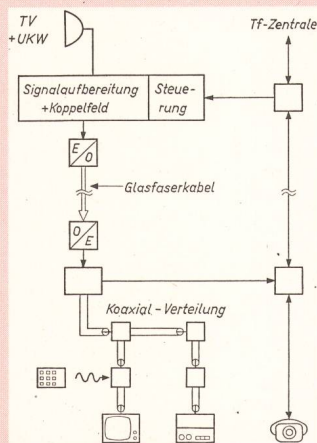 TV
+UKW
Tf-Zentrale
Signalaufbereitung
+Koppelfeld
Steue-
rung
E
O
Glasfaserkabel
O
E
Koaxial-Verteilung